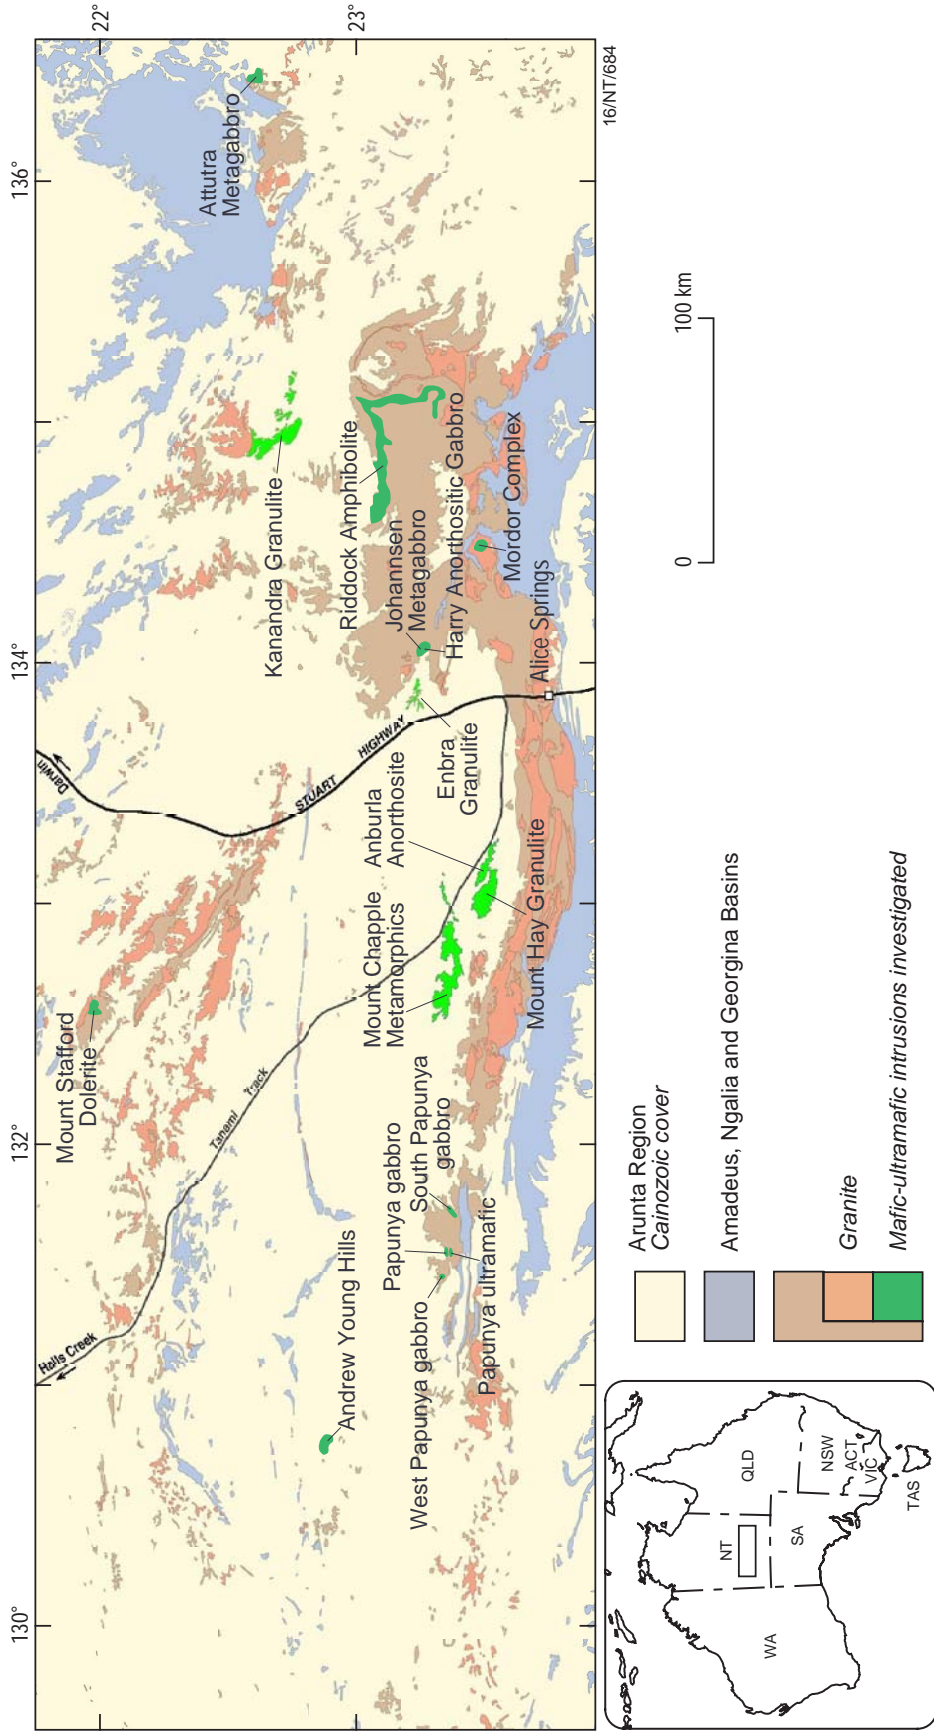 130°
132°
134°
136°
22°
23°
Halls Creek
Tanami Track
Darwin
STUART HIGHWAY
Mount Stafford
Dolerite
Andrew Young Hills
West Papunya gabbro
Papunya gabbro
South Papunya
gabbro
Papunya ultramafic
Mount Chapple
Metamorphics
Anburla
Anorthosite
Mount Hay Granulite
Enbra
Granulite
Kanandra Granulite
Riddock Amphibolite
Johannsen
Metagabbro
Harry Anorthositic Gabbro
Mordor Complex
Alice Springs
Attutra
Metagabbro
16/NT/684
WA
NT
SA
QLD
NSW
ACT
VIC
TAS
Arunta Region
Cainozoic cover
Amadeus, Ngalia and Georgina Basins
Granite
Mafic-ultramafic intrusions investigated
0
100 km